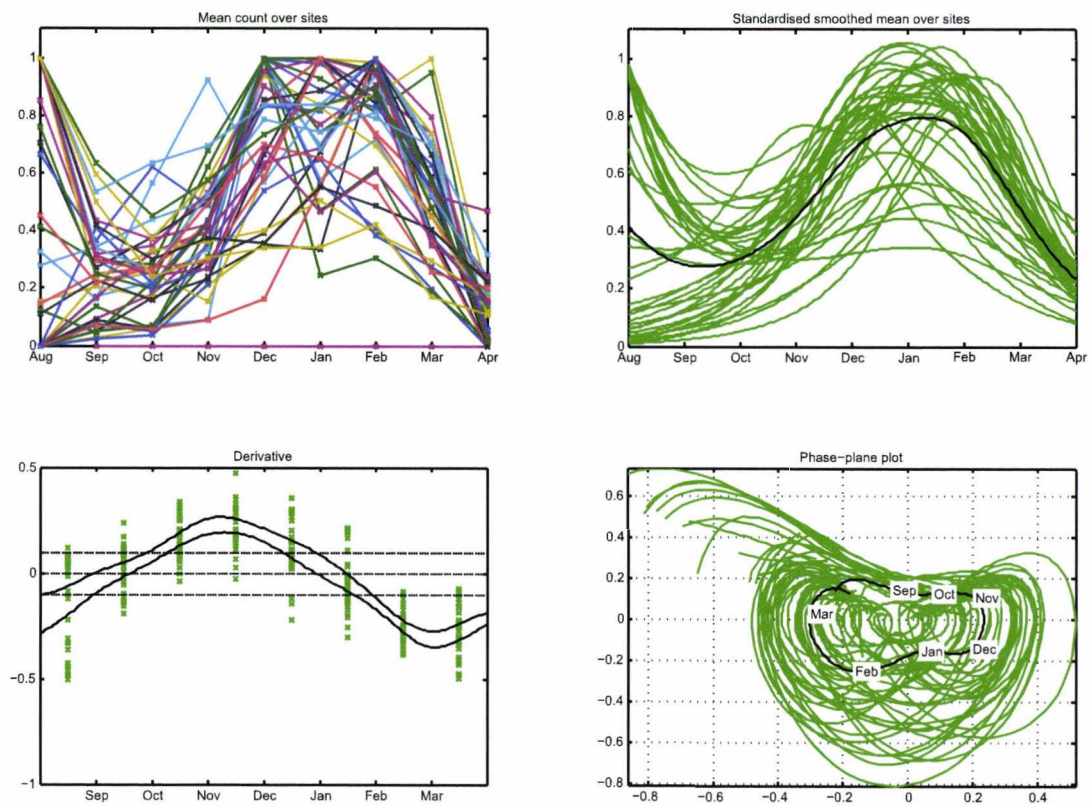 Mean count over sites
1
0.8
0.6
0.4
0.2
0
Aug Sep Oct Nov Dec Jan Feb Mar Apr
Standardised smoothed mean over sites
1
0.8
0.6
0.4
0.2
0
Aug Sep Oct Nov Dec Jan Feb Mar Apr
Derivative
0.5
0
−0.5
−1
Sep Oct Nov Dec Jan Feb Mar
Phase−plane plot
0.6
0.4
0.2
0
−0.2
−0.4
−0.6
−0.8
Sep Oct Nov
Mar
Jan Dec
Feb
−0.8 −0.6 −0.4 −0.2 0 0.2 0.4